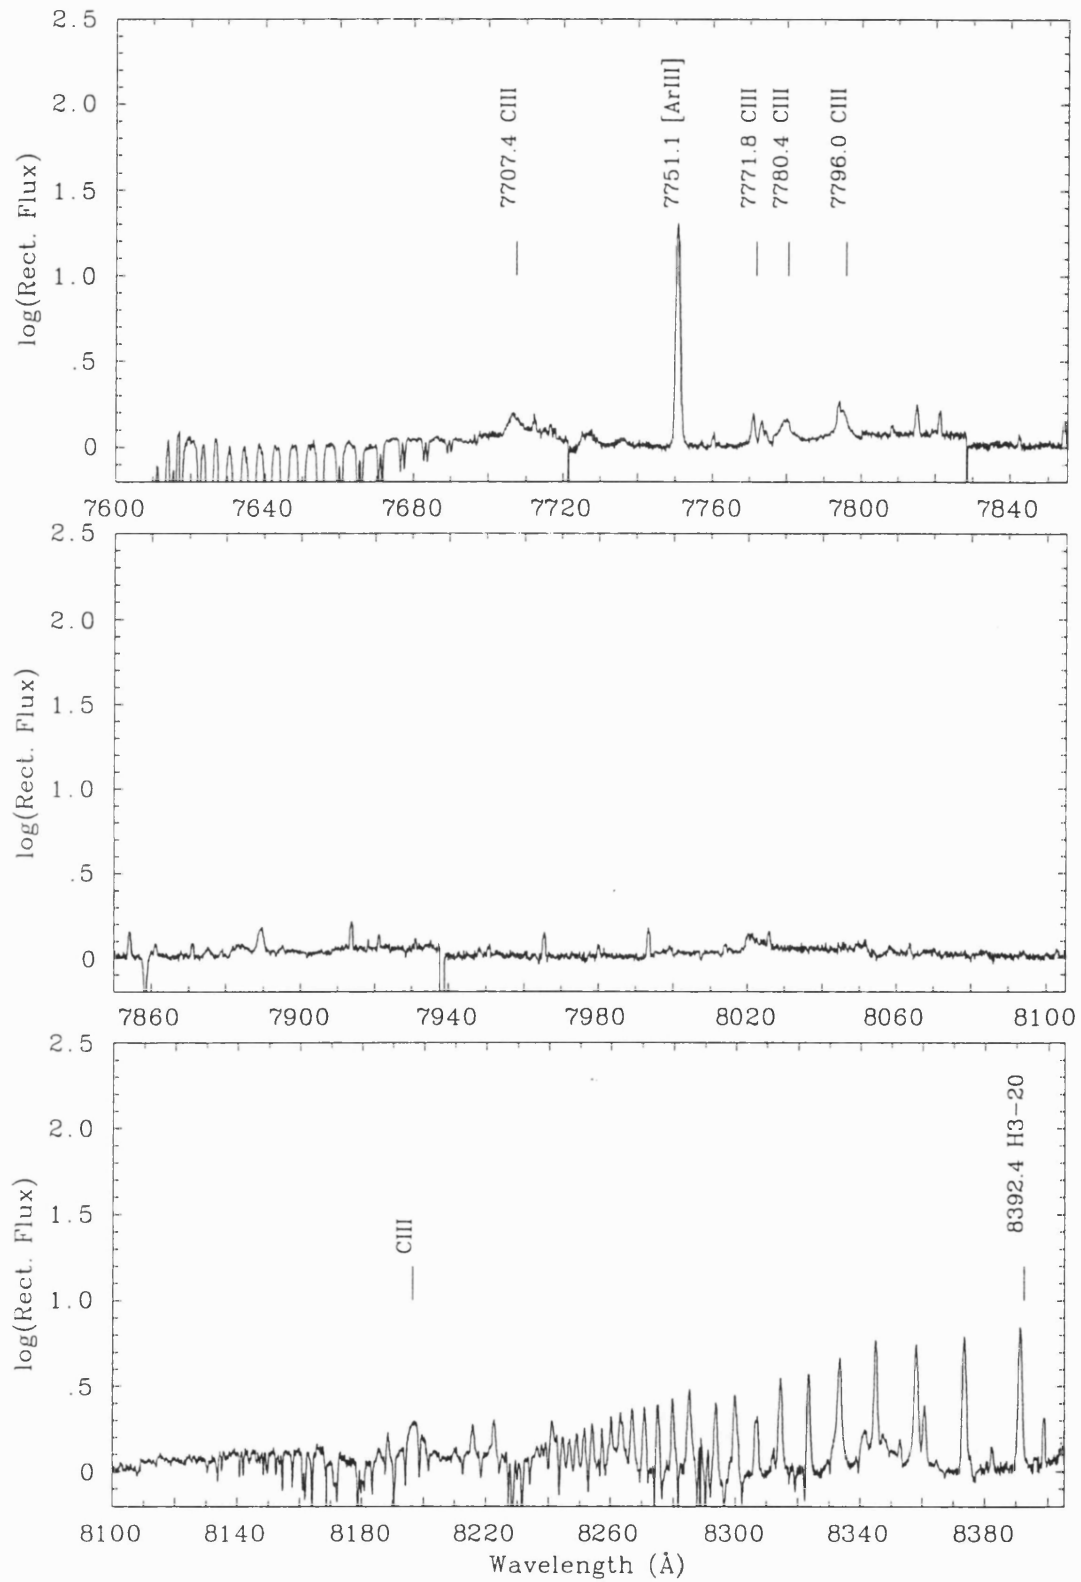 2.5
2.0
1.5
1.0
.5
0
log(Rect. Flux)
7707.4 CIII
7751.1 [ArIII]
7771.8 CIII
7780.4 CIII
7796.0 CIII
7600 7640 7680 7720 7760 7800 7840
2.5
2.0
1.5
1.0
.5
0
log(Rect. Flux)
7860 7900 7940 7980 8020 8060 8100
2.5
2.0
1.5
1.0
.5
0
log(Rect. Flux)
CIII
8392.4 H3-20
8100 8140 8180 8220 8260 8300 8340 8380
Wavelength (Å)